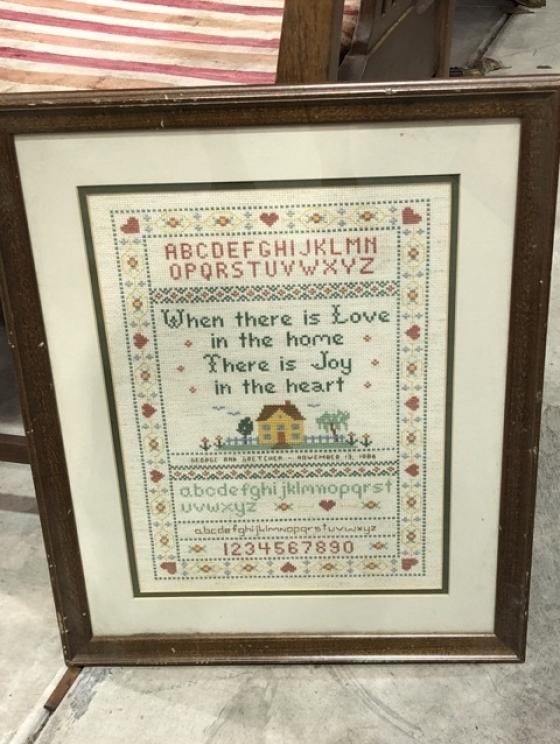 ABCDEFGHIJKLMN
OPQRSTUVWXYZ
When there is Love
in the home
There is Joy
in the heart
GEORGE AND GRETCHEN - NOVEMBER 13, 1986
abcdefghijklmnopqrst
uvwxyz
abcdefghijklmnopqrstuvwxyz
1234567890